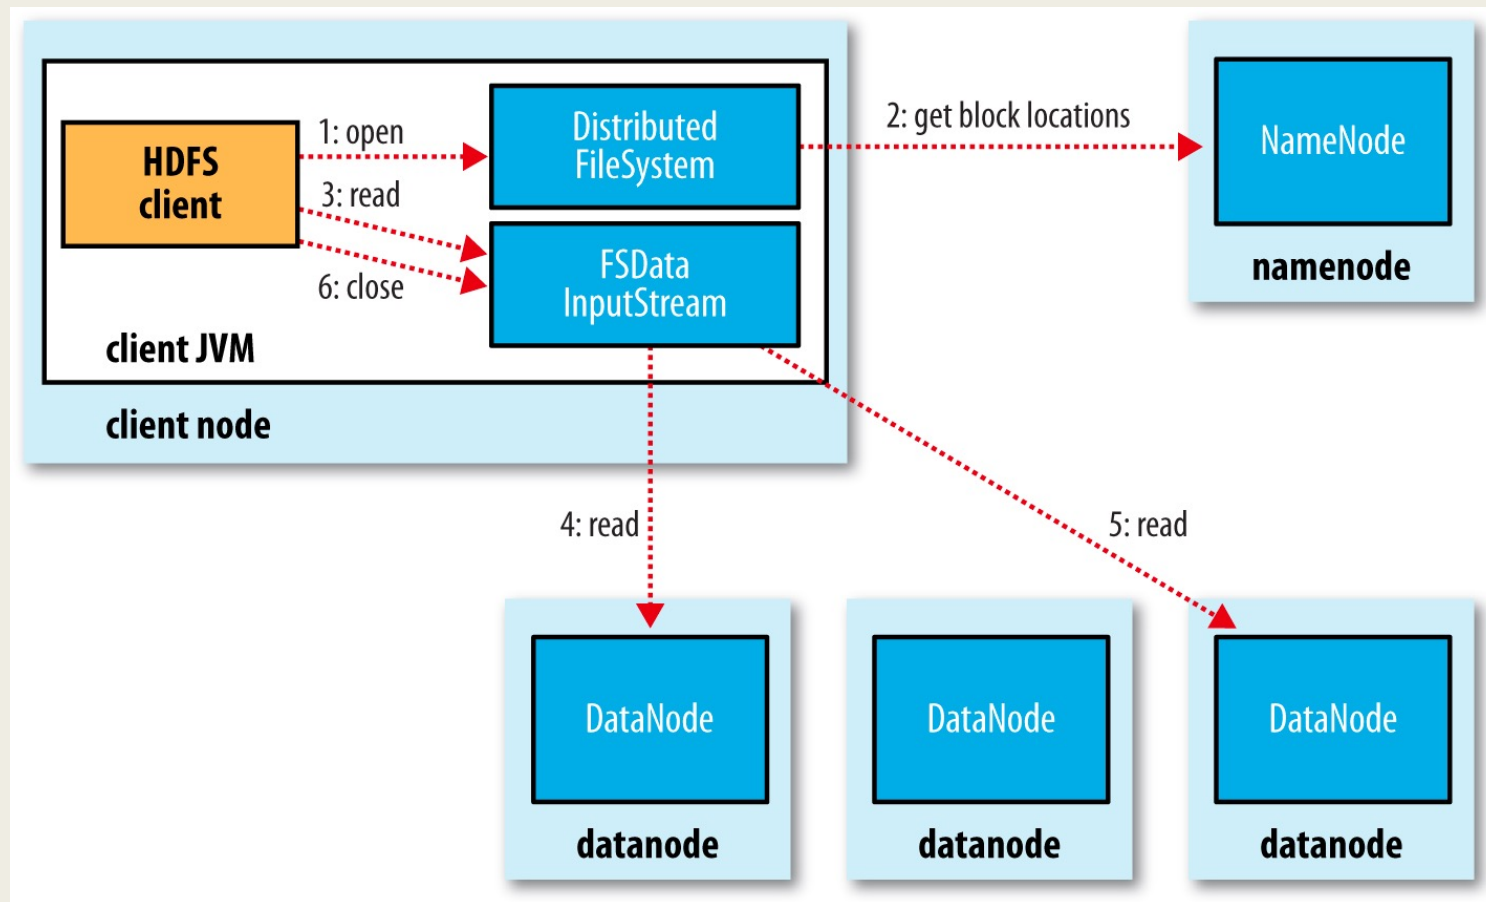 HDFS
client
1: open
3: read
6: close
Distributed
FileSystem
FSData
InputStream
client JVM
client node
2: get block locations
NameNode
namenode
4: read
5: read
DataNode
datanode
DataNode
datanode
DataNode
datanode